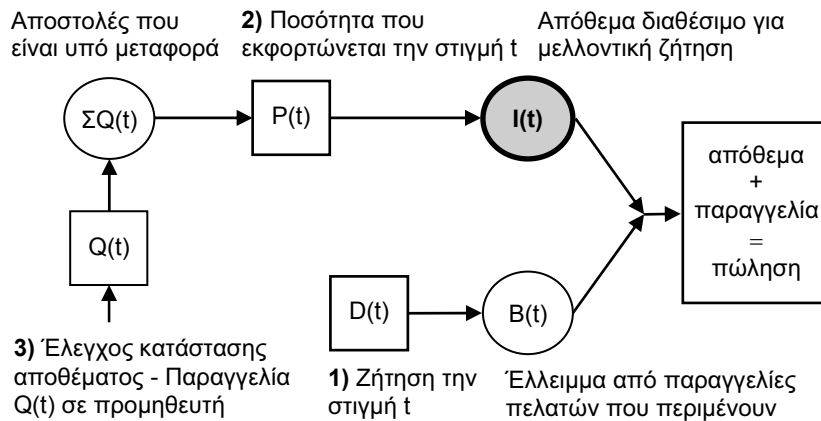 Αποστολές που
είναι υπό μεταφορά
2) Ποσότητα που
εκφορτώνεται την στιγμή t
Απόθεμα διαθέσιμο για
μελλοντική ζήτηση
ΣQ(t)
P(t)
I(t)
απόθεμα
+
παραγγελία
=
πώληση
Q(t)
D(t)
B(t)
3) Έλεγχος κατάστασης
αποθέματος - Παραγγελία
Q(t) σε προμηθευτή
1) Ζήτηση την
στιγμή t
Έλλειμμα από παραγγελίες
πελατών που περιμένουν